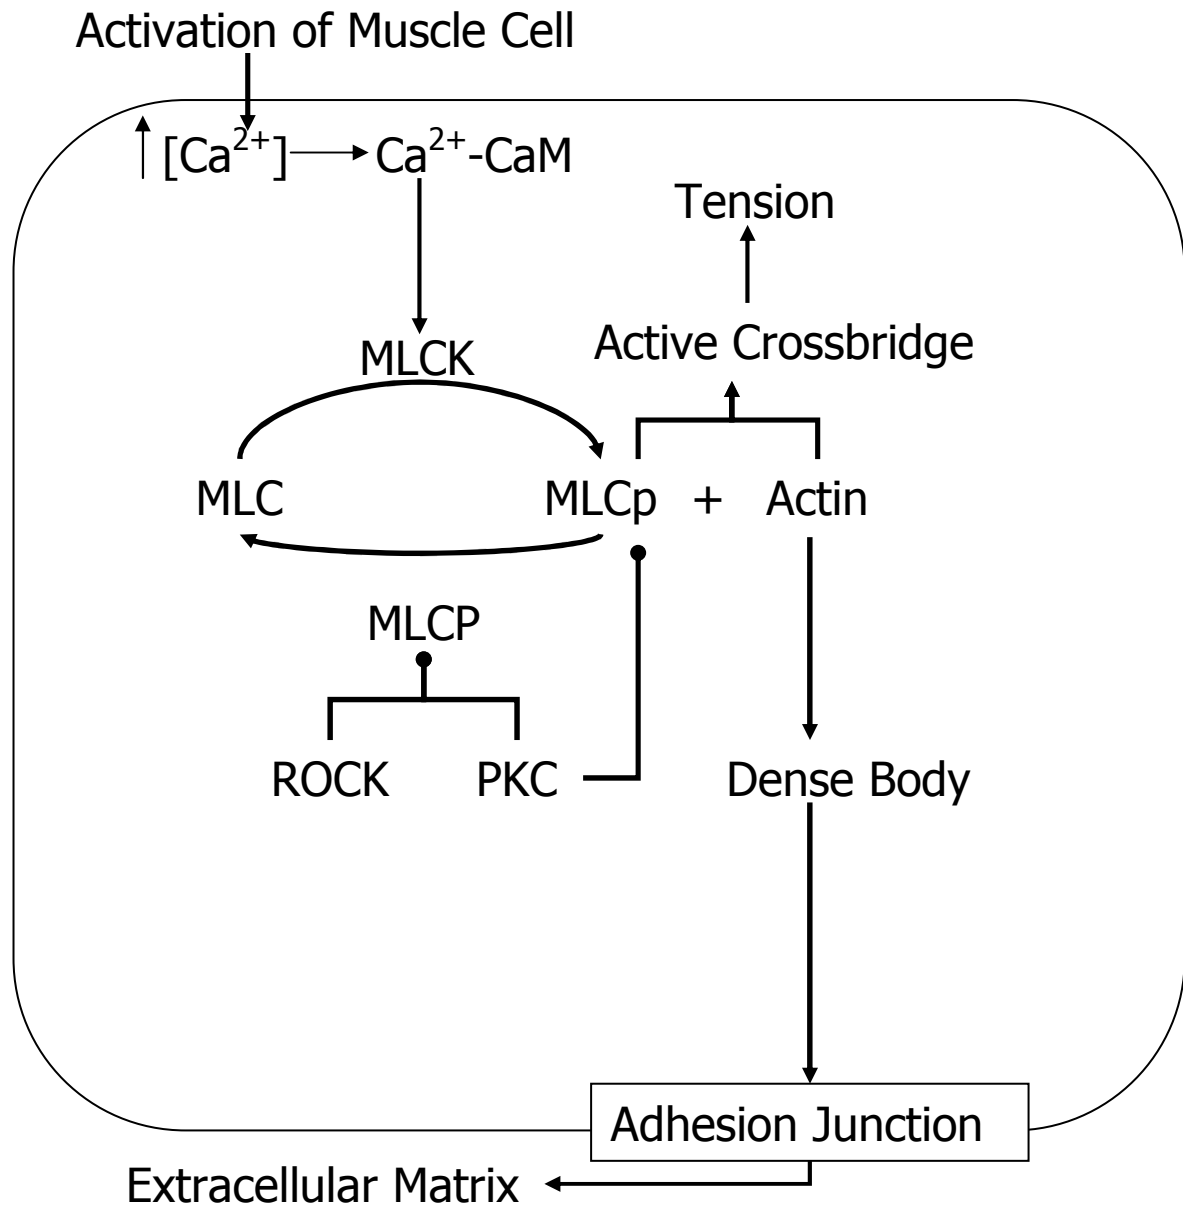 Activation of Muscle Cell
[Ca²⁺] Ca²⁺-CaM
Tension
Active Crossbridge
MLCK
MLC MLCp + Actin
MLCP
ROCK PKC Dense Body
Adhesion Junction
Extracellular Matrix